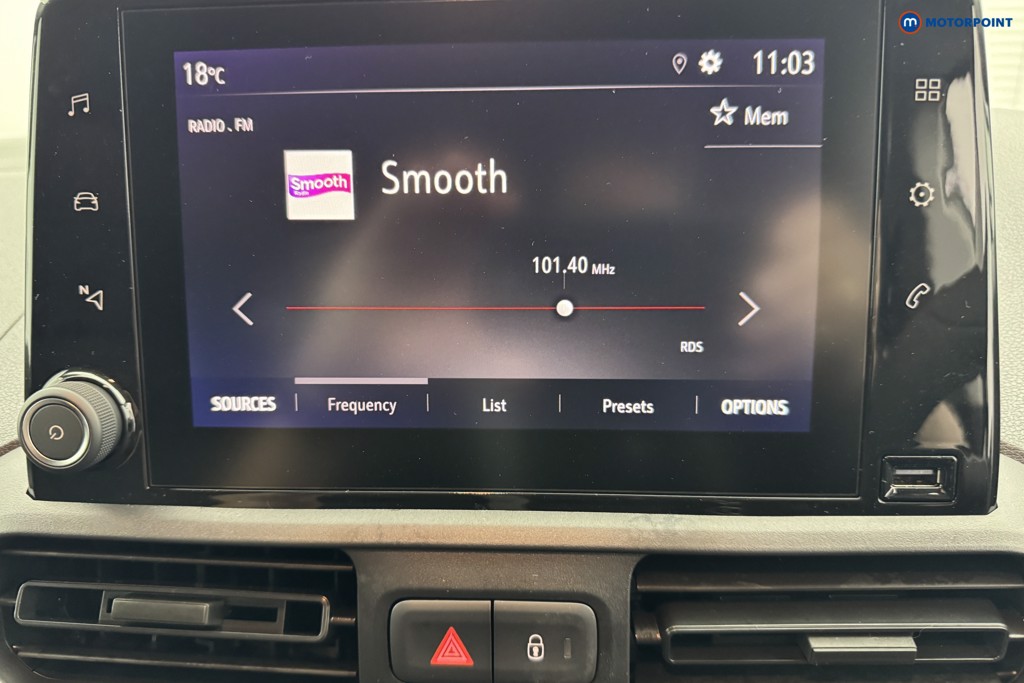 m MOTORPOINT
18°C 11:03
RADIO . FM
Mem
Smooth
Smooth
101.40 MHz
N
RDS
SOURCES | Frequency | List | Presets | OPTIONS